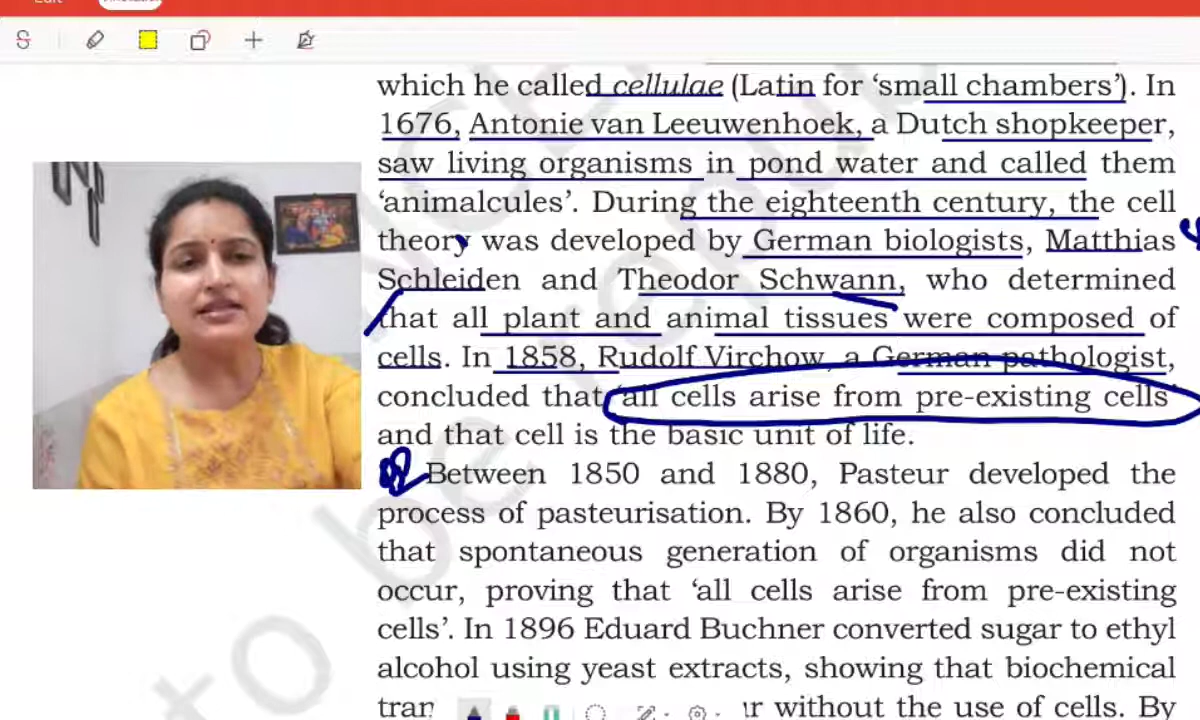 which he called cellulae (Latin for ‘small chambers’). In
1676, Antonie van Leeuwenhoek, a Dutch shopkeeper,
saw living organisms in pond water and called them
‘animalcules’. During the eighteenth century, the cell
theory was developed by German biologists, Matthias
Schleiden and Theodor Schwann, who determined
that all plant and animal tissues were composed of
cells. In 1858, Rudolf Virchow, a German pathologist,
concluded that ‘all cells arise from pre-existing cells’
and that cell is the basic unit of life.
Between 1850 and 1880, Pasteur developed the
process of pasteurisation. By 1860, he also concluded
that spontaneous generation of organisms did not
occur, proving that ‘all cells arise from pre-existing
cells’. In 1896 Eduard Buchner converted sugar to ethyl
alcohol using yeast extracts, showing that biochemical
without the use of cells. By
to be